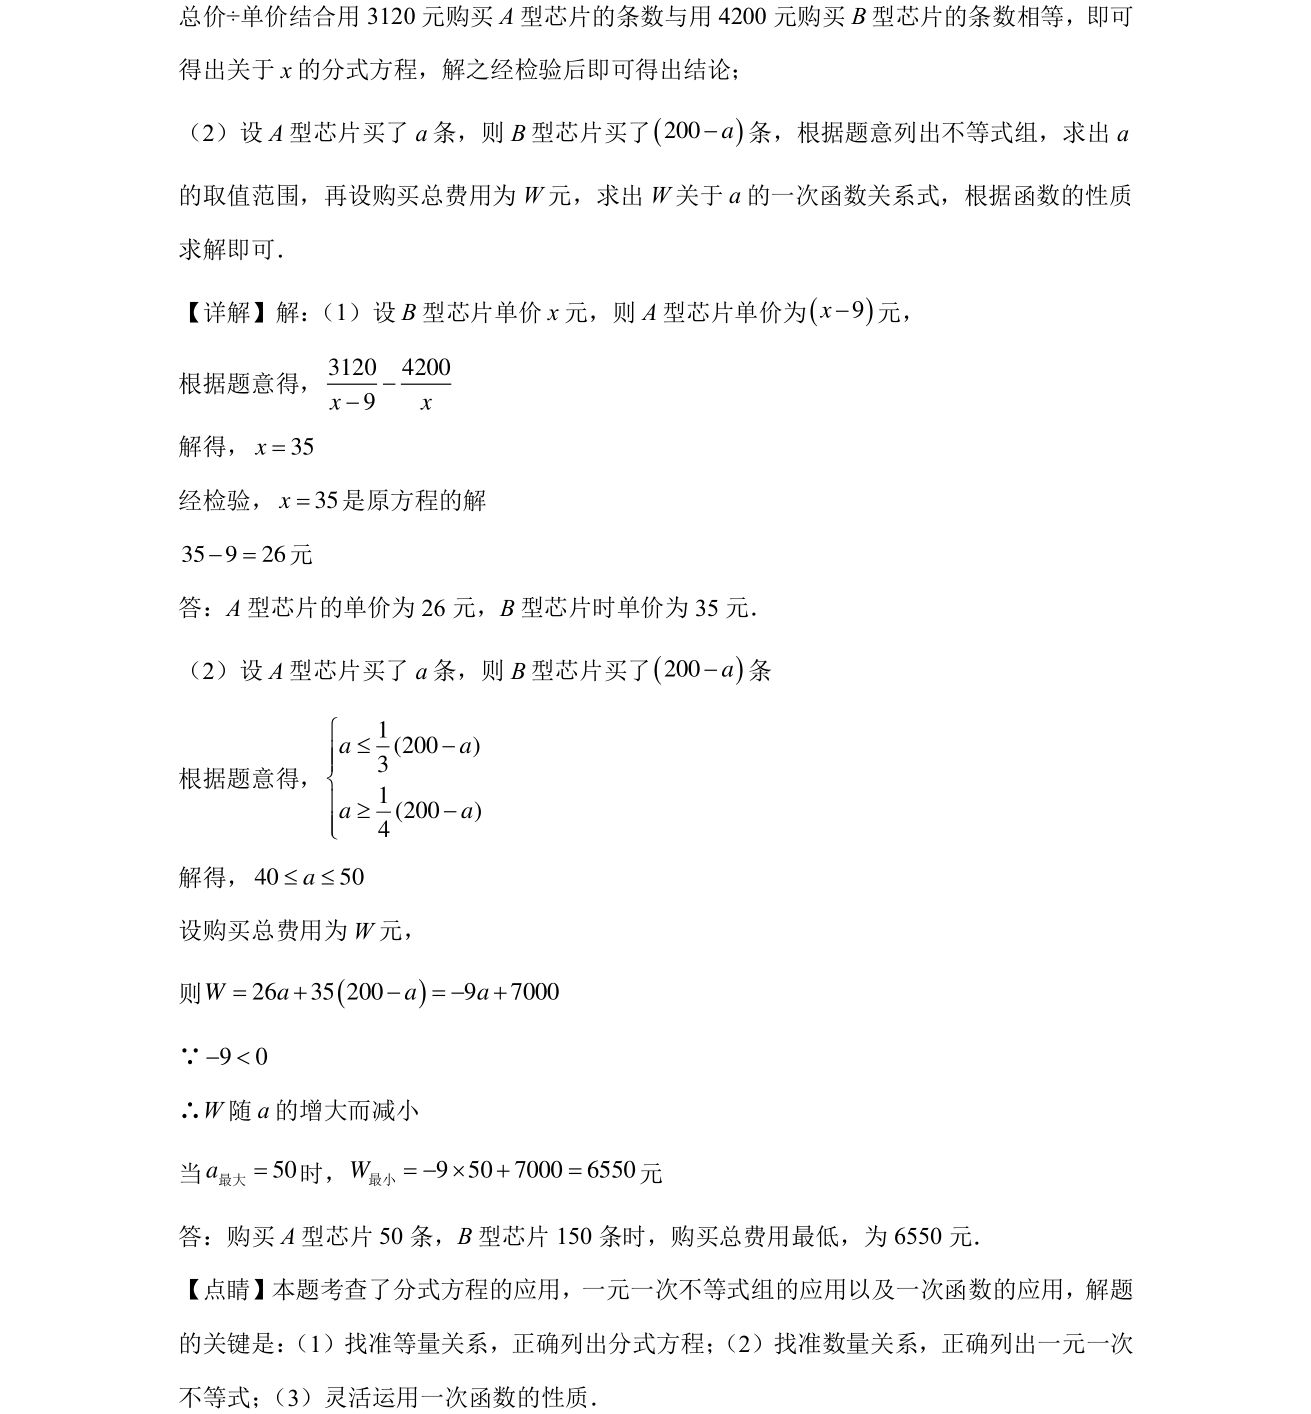 总价÷单价结合用 3120 元购买 A 型芯片的条数与用 4200 元购买 B 型芯片的条数相等，即可
得出关于 x 的分式方程，解之经检验后即可得出结论；
（2）设 A 型芯片买了 a 条，则 B 型芯片买了(200−a)条，根据题意列出不等式组，求出 a
的取值范围，再设购买总费用为 W 元，求出 W 关于 a 的一次函数关系式，根据函数的性质
求解即可．
【详解】解：（1）设 B 型芯片单价 x 元，则 A 型芯片单价为(x−9)元，
根据题意得，3120/(x−9) − 4200/x
解得，x=35
经检验，x=35是原方程的解
35−9=26元
答：A 型芯片的单价为 26 元，B 型芯片时单价为 35 元．
（2）设 A 型芯片买了 a 条，则 B 型芯片买了(200−a)条
根据题意得，{a≤1/3(200−a)
a≥1/4(200−a)
解得，40≤a≤50
设购买总费用为 W 元，
则W=26a+35(200−a)=−9a+7000
∵−9<0
∴W 随 a 的增大而减小
当a最大=50时，W最小=−9×50+7000=6550元
答：购买 A 型芯片 50 条，B 型芯片 150 条时，购买总费用最低，为 6550 元．
【点睛】本题考查了分式方程的应用，一元一次不等式组的应用以及一次函数的应用，解题
的关键是：（1）找准等量关系，正确列出分式方程；（2）找准数量关系，正确列出一元一次
不等式；（3）灵活运用一次函数的性质．